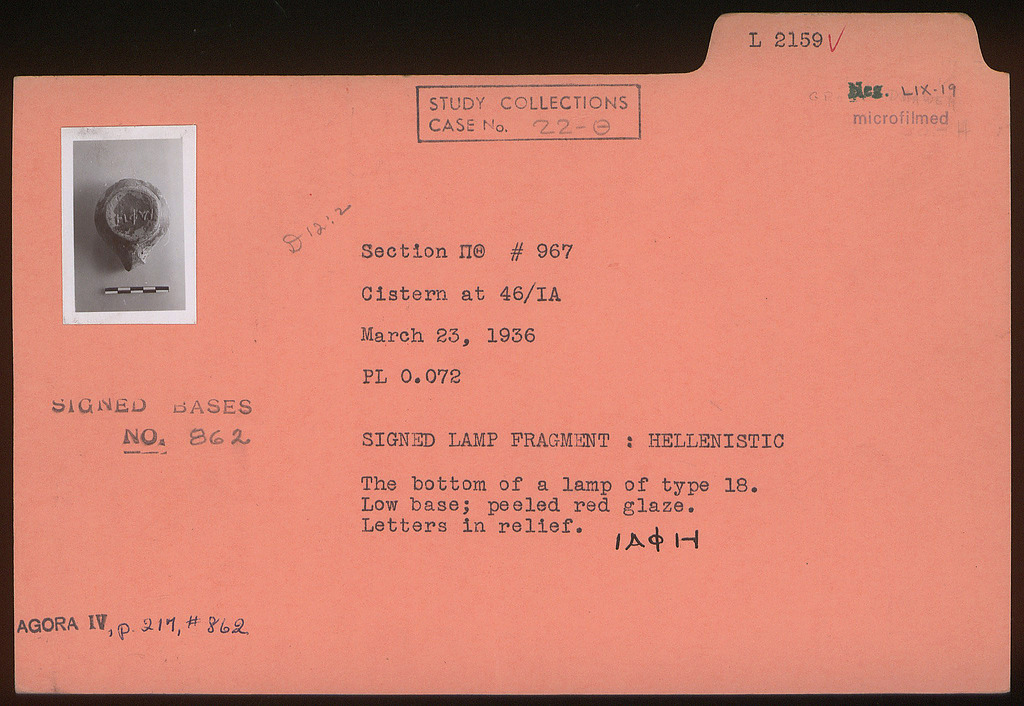 L 2159 √
Neg. LIX-19
microfilmed
STUDY COLLECTIONS
CASE No. 22-Θ
D 12:2
Section ΠΘ # 967
Cistern at 46/IA
March 23, 1936
PL 0.072
SIGNED BASES
NO. 862
SIGNED LAMP FRAGMENT : HELLENISTIC
The bottom of a lamp of type 18.
Low base; peeled red glaze.
Letters in relief.
ΙΑΦΗ
AGORA IV, p. 217, # 862